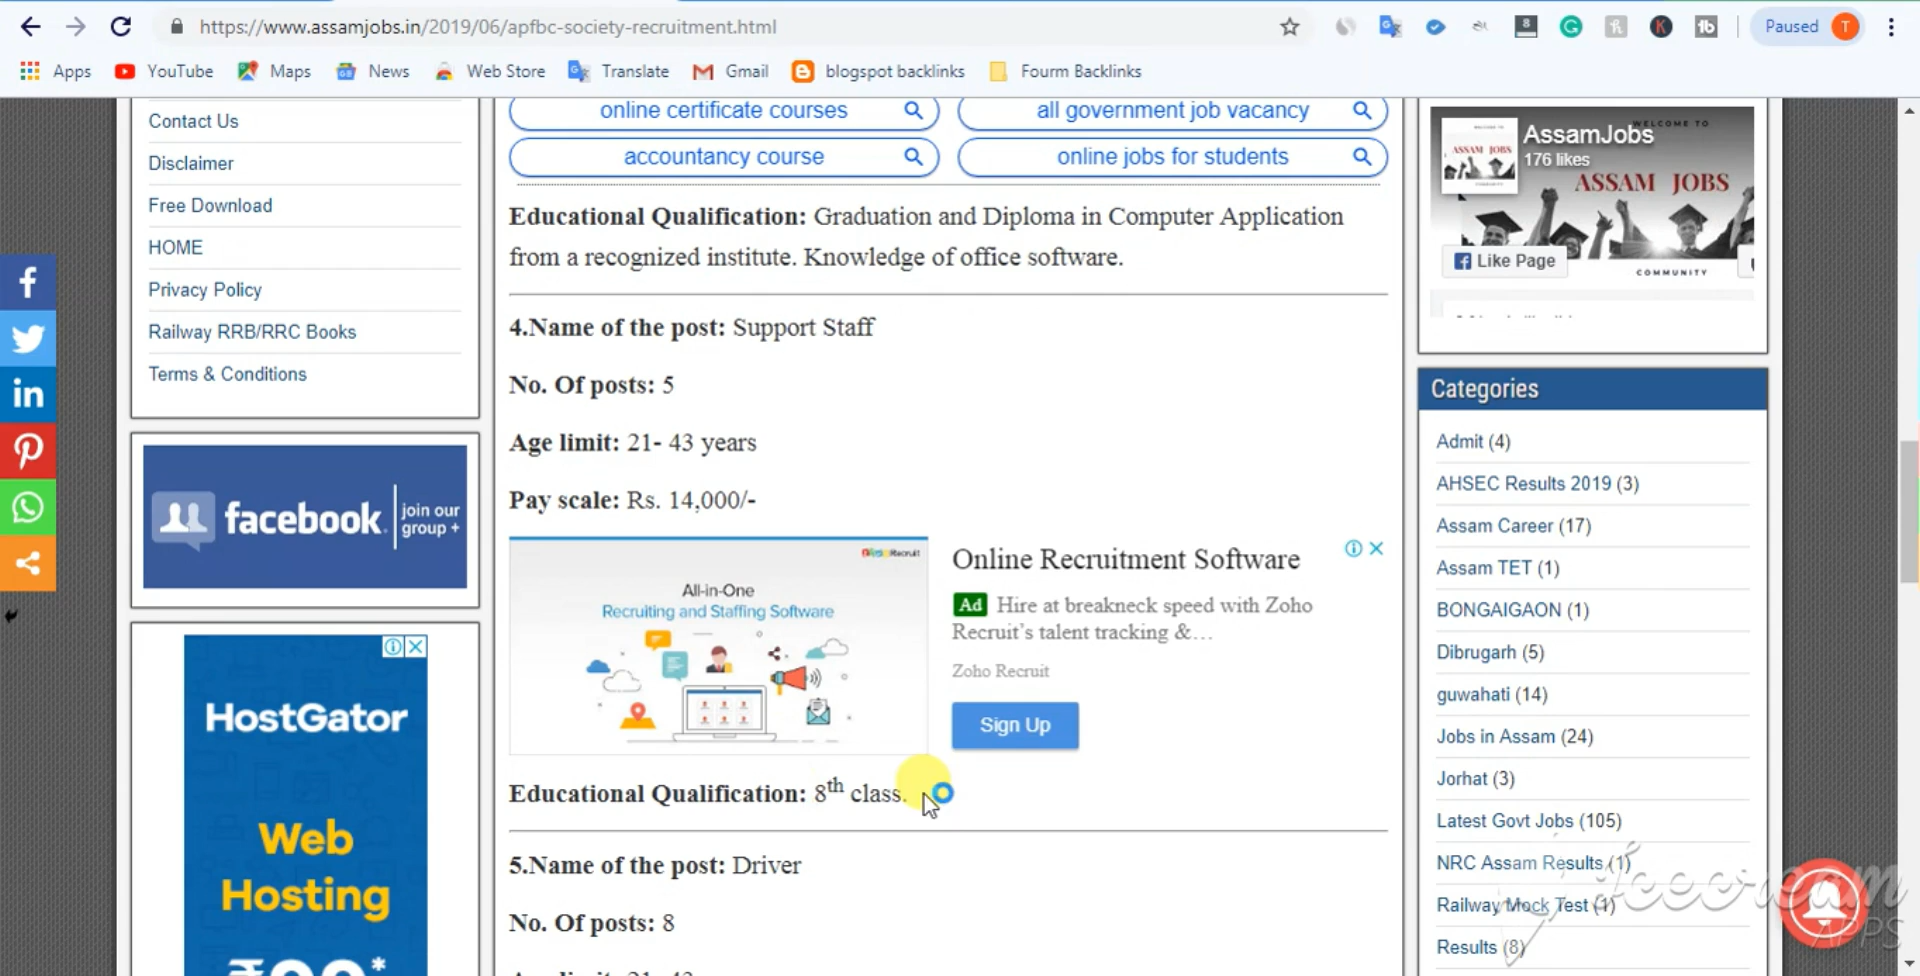 https://www.assamjobs.in/2019/06/apfbc-society-recruitment.html
Paused
T
Apps
YouTube
Maps
News
Web Store
Translate
Gmail
blogspot backlinks
Fourm Backlinks
Contact Us
Disclaimer
Free Download
HOME
Privacy Policy
Railway RRB/RRC Books
Terms & Conditions
facebook.
join our
group +
HostGator
Web
Hosting
online certificate courses
all government job vacancy
accountancy course
online jobs for students
Educational Qualification: Graduation and Diploma in Computer Application
from a recognized institute. Knowledge of office software.
4.Name of the post: Support Staff
No. Of posts: 5
Age limit: 21- 43 years
Pay scale: Rs. 14,000/-
All-in-One
Recruiting and Staffing Software
Online Recruitment Software
Ad Hire at breakneck speed with Zoho
Recruit's talent tracking &...
Zoho Recruit
Sign Up
Educational Qualification: 8th class.
5.Name of the post: Driver
No. Of posts: 8
WELCOME TO
AssamJobs
176 likes
ASSAM JOBS
ASSAM JOBS
Like Page
COMMUNITY
Categories
Admit (4)
AHSEC Results 2019 (3)
Assam Career (17)
Assam TET (1)
BONGAIGAON (1)
Dibrugarh (5)
guwahati (14)
Jobs in Assam (24)
Jorhat (3)
Latest Govt Jobs (105)
NRC Assam Results (1)
Railway Mock Test (1)
Results (8)
Icecream
APPS